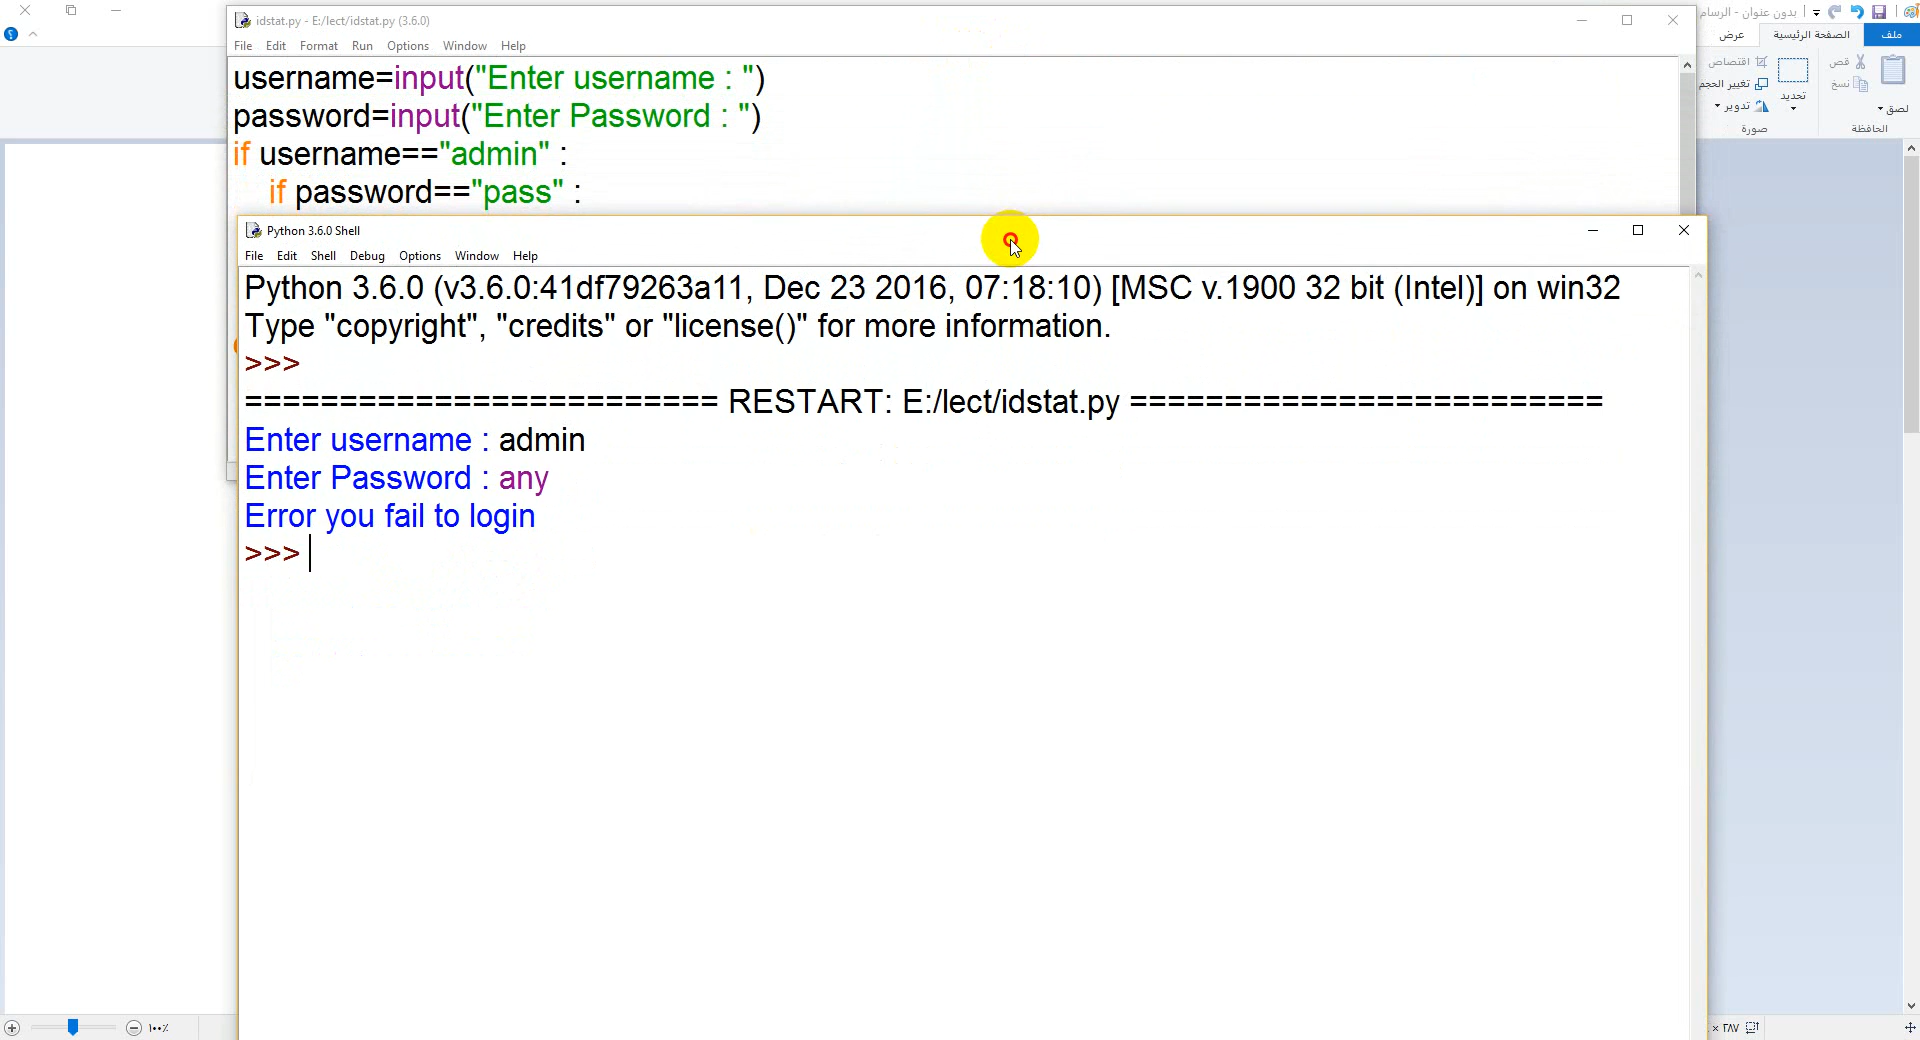 idstat.py - E:/lect/idstat.py (3.6.0)
File Edit Format Run Options Window Help
username=input("Enter username : ")
password=input("Enter Password : ")
if username=="admin" :
if password=="pass" :
Python 3.6.0 Shell
File Edit Shell Debug Options Window Help
Python 3.6.0 (v3.6.0:41df79263a11, Dec 23 2016, 07:18:10) [MSC v.1900 32 bit (Intel)] on win32
Type "copyright", "credits" or "license()" for more information.
>>>
========================= RESTART: E:/lect/idstat.py =========================
Enter username : admin
Enter Password : any
Error you fail to login
>>>
بدون عنوان - الرسام
ملف
الصفحة الرئيسية
عرض
لصق
قص
نسخ
الحافظة
تحديد
اقتصاص
تغيير الحجم
تدوير
صورة
١٠٠٪
× ٢٨٧